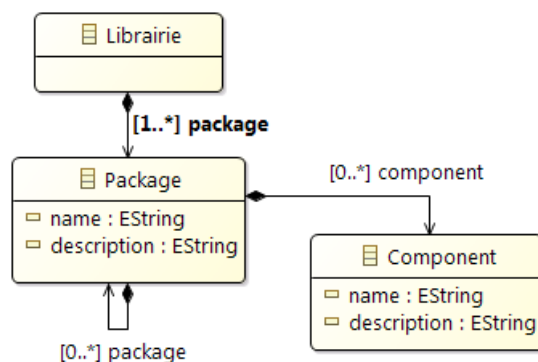 Librairie
[1..*] package
Package
name : EString
description : EString
[0..*] component
Component
name : EString
description : EString
[0..*] package